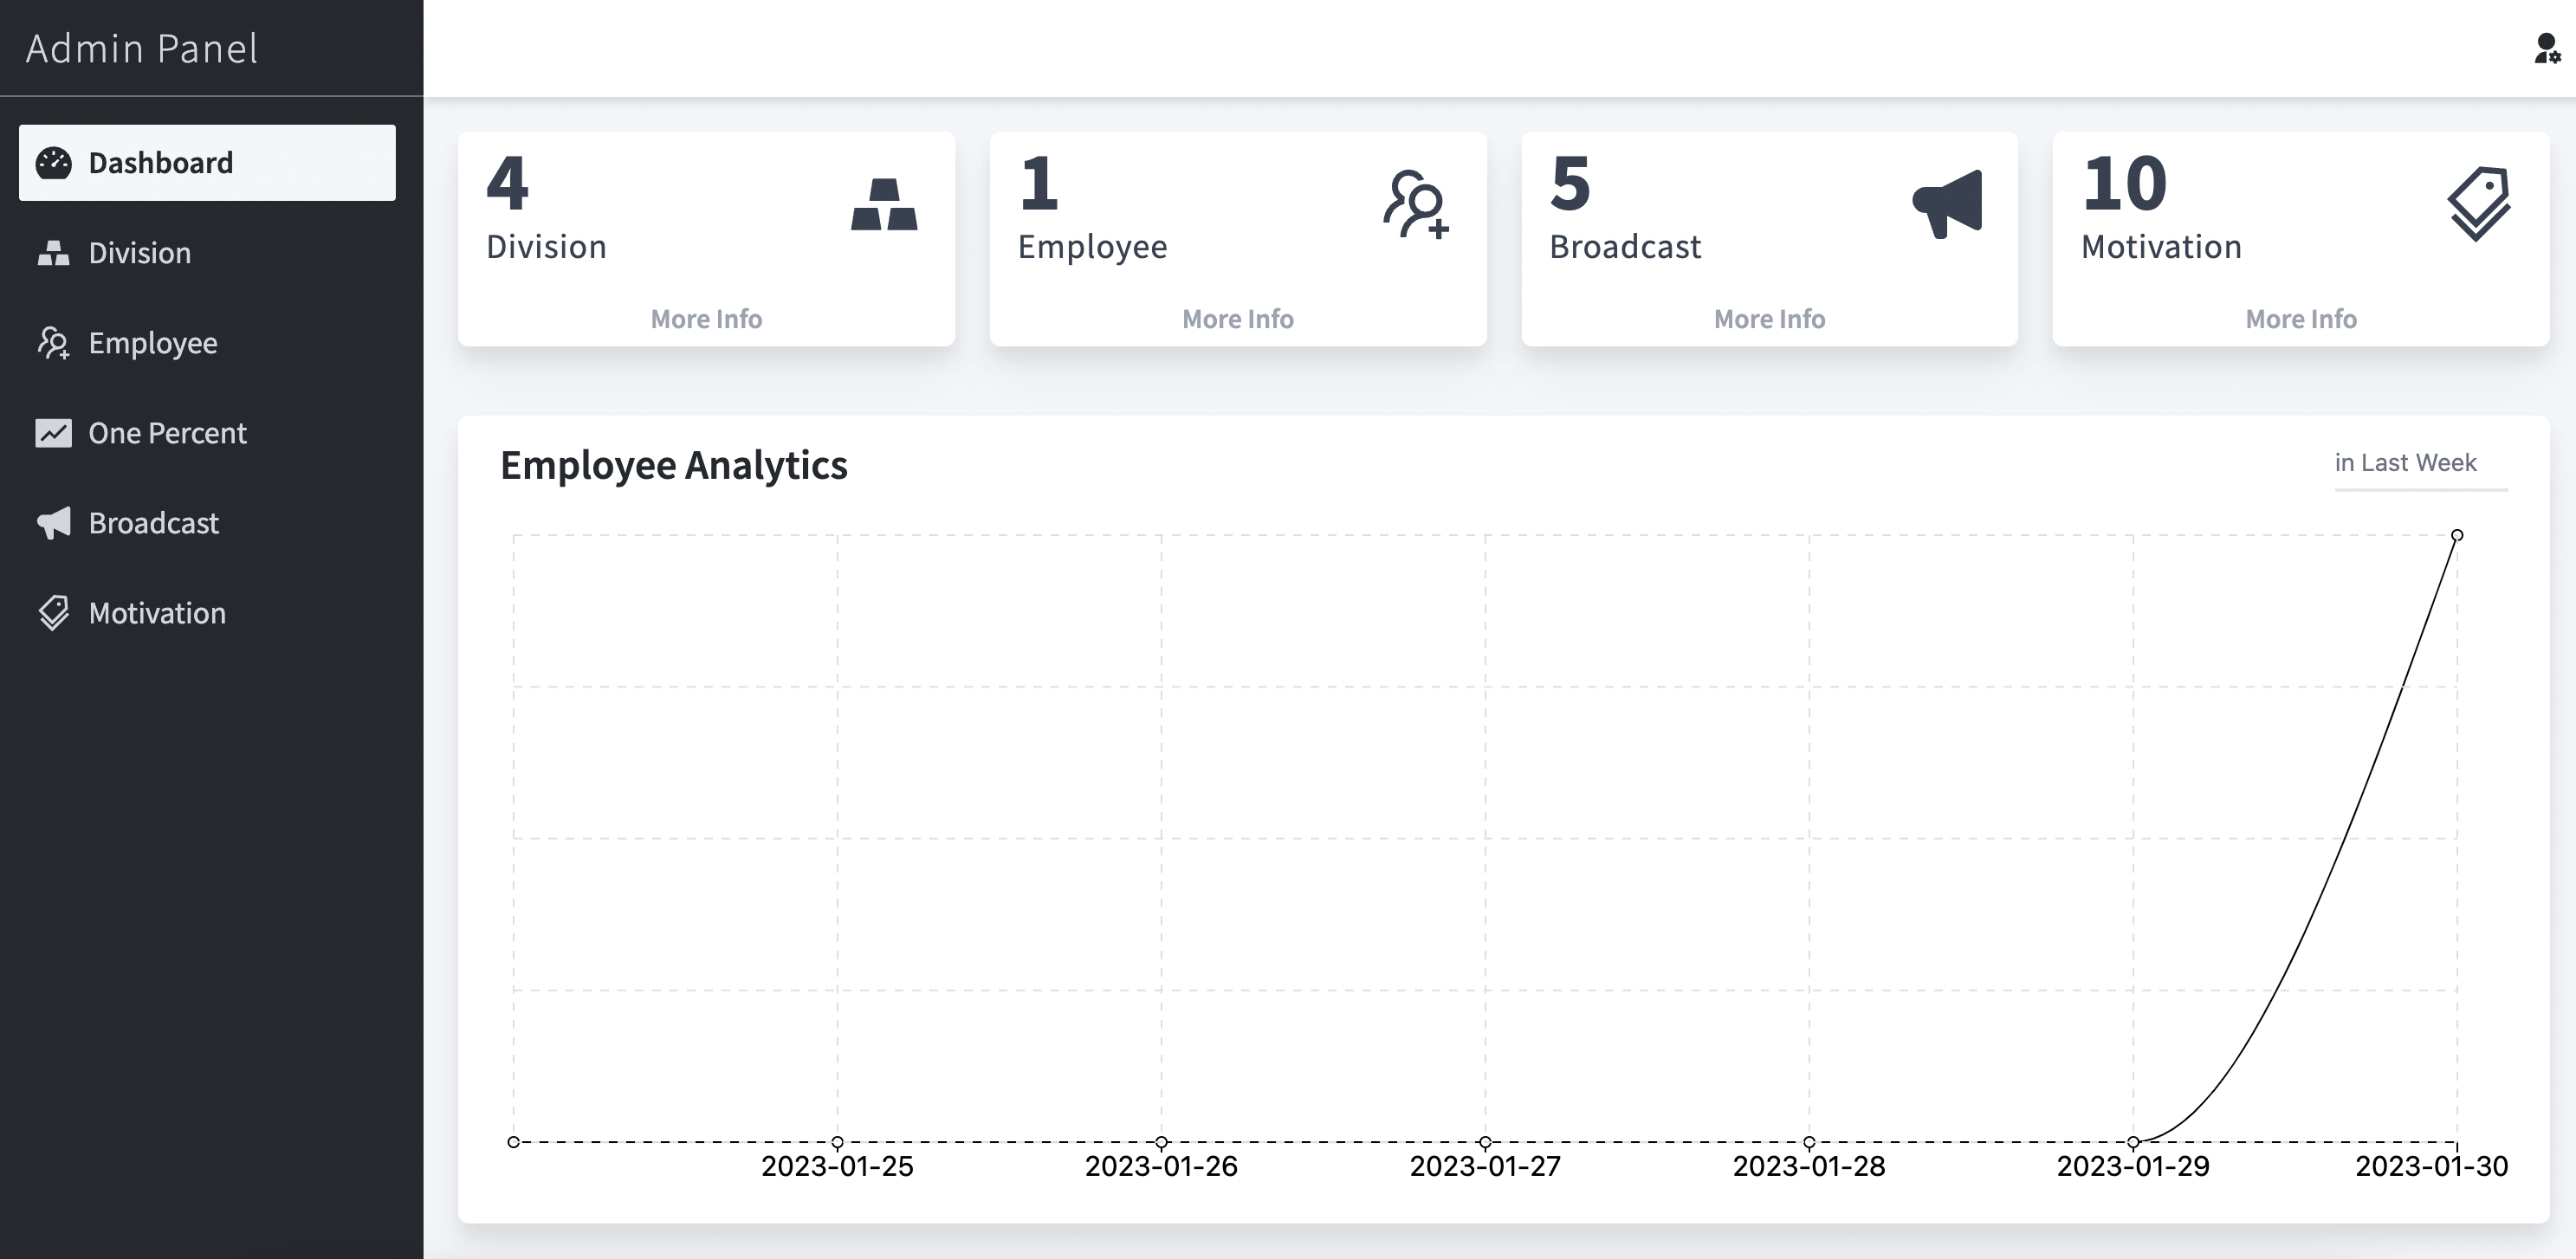 Admin Panel
Dashboard
Division
Employee
One Percent
Broadcast
Motivation
4
Division
More Info
1
Employee
More Info
5
Broadcast
More Info
10
Motivation
More Info
Employee Analytics
in Last Week
2023-01-25
2023-01-26
2023-01-27
2023-01-28
2023-01-29
2023-01-30